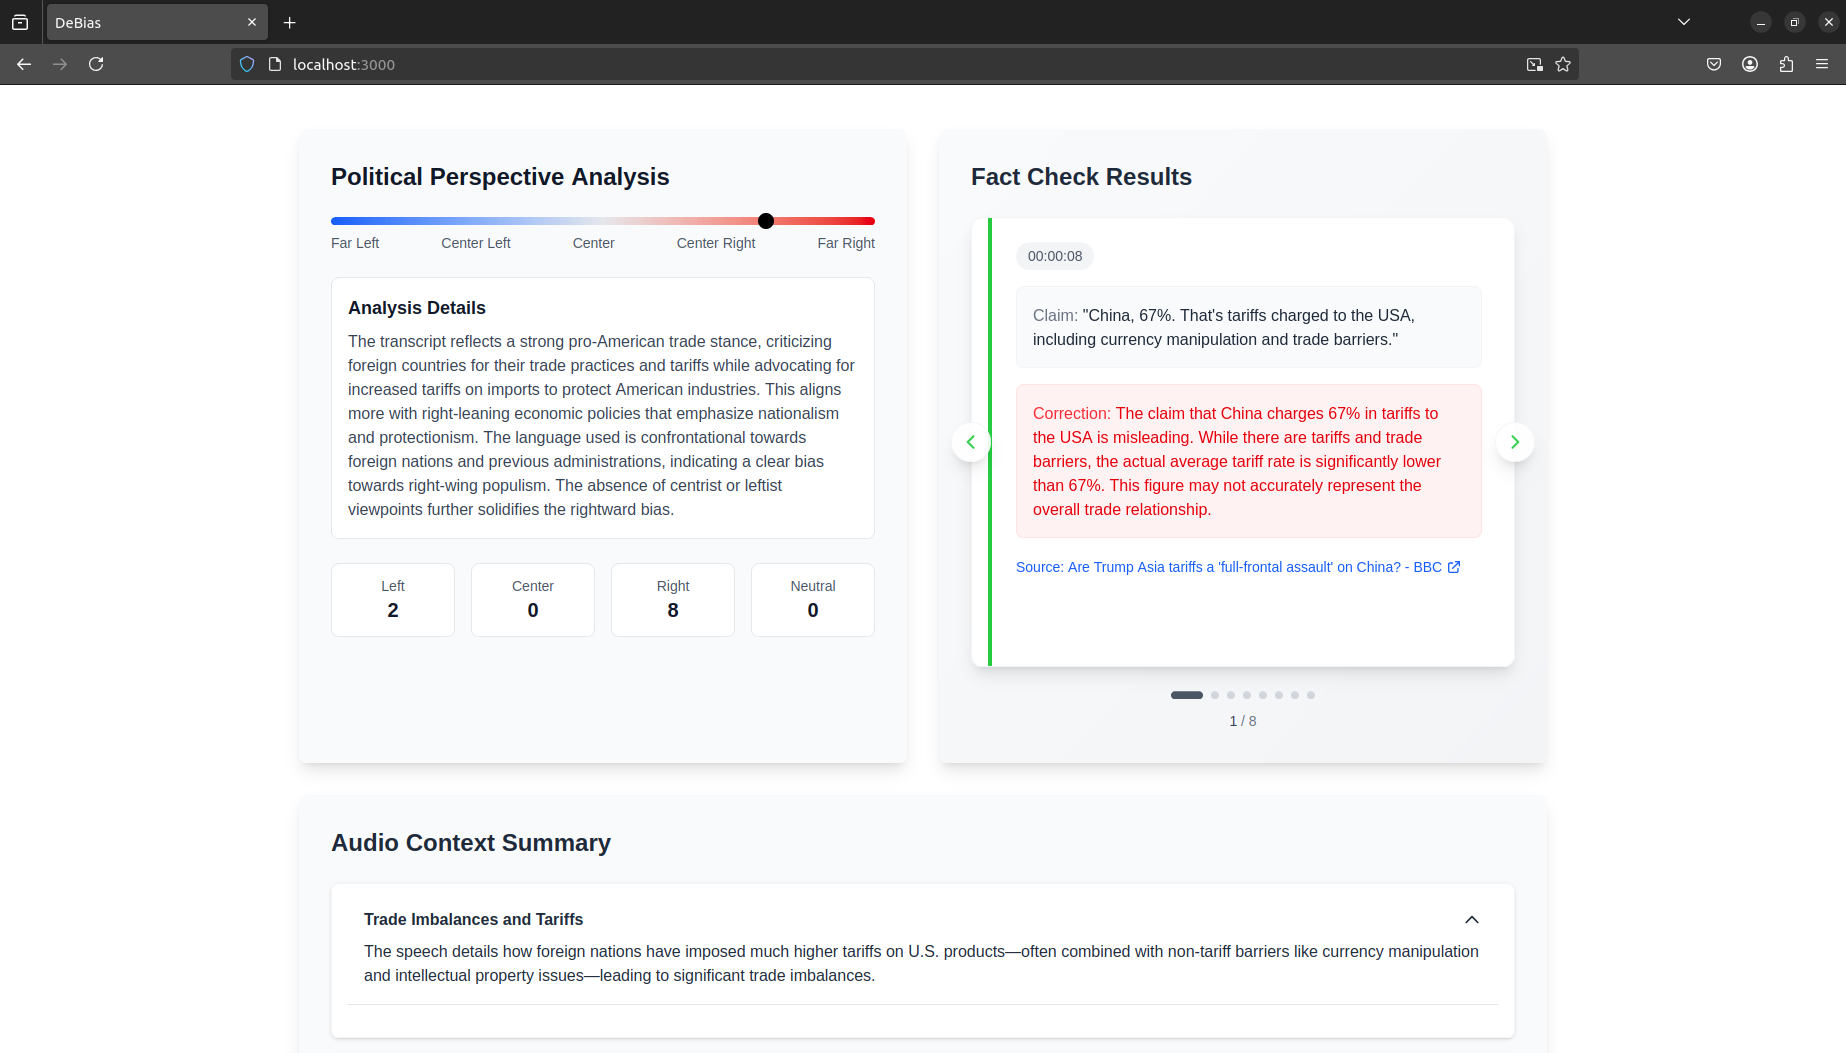 DeBias
localhost:3000
Political Perspective Analysis
Far Left Center Left Center Center Right Far Right
Analysis Details
The transcript reflects a strong pro-American trade stance, criticizing
foreign countries for their trade practices and tariffs while advocating for
increased tariffs on imports to protect American industries. This aligns
more with right-leaning economic policies that emphasize nationalism
and protectionism. The language used is confrontational towards
foreign nations and previous administrations, indicating a clear bias
towards right-wing populism. The absence of centrist or leftist
viewpoints further solidifies the rightward bias.
Left
2
Center
0
Right
8
Neutral
0
Fact Check Results
00:00:08
Claim: "China, 67%. That's tariffs charged to the USA,
including currency manipulation and trade barriers."
Correction: The claim that China charges 67% in tariffs to
the USA is misleading. While there are tariffs and trade
barriers, the actual average tariff rate is significantly lower
than 67%. This figure may not accurately represent the
overall trade relationship.
Source: Are Trump Asia tariffs a 'full-frontal assault' on China? - BBC
1 / 8
Audio Context Summary
Trade Imbalances and Tariffs
The speech details how foreign nations have imposed much higher tariffs on U.S. products—often combined with non-tariff barriers like currency manipulation
and intellectual property issues—leading to significant trade imbalances.